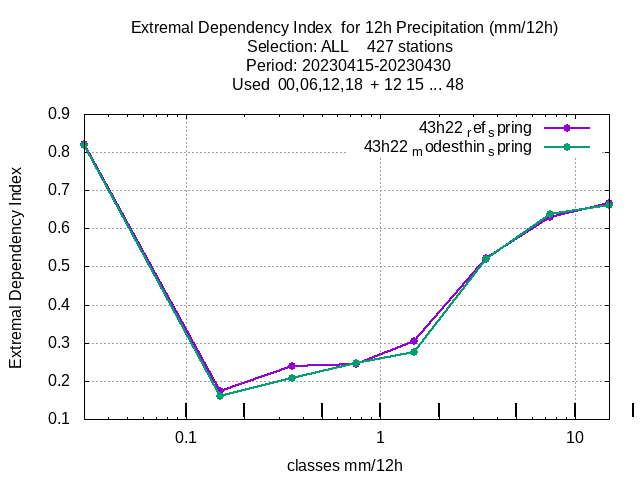 Extremal Dependency Index  for 12h Precipitation (mm/12h)
Selection: ALL    427 stations
Period: 20230415-20230430
Used  00,06,12,18  + 12 15 ... 48
43h22 ref spring
43h22 modesthin spring
0.9
0.8
0.7
0.6
0.5
0.4
0.3
0.2
0.1
Extremal Dependency Index
0.1
1
10
classes mm/12h